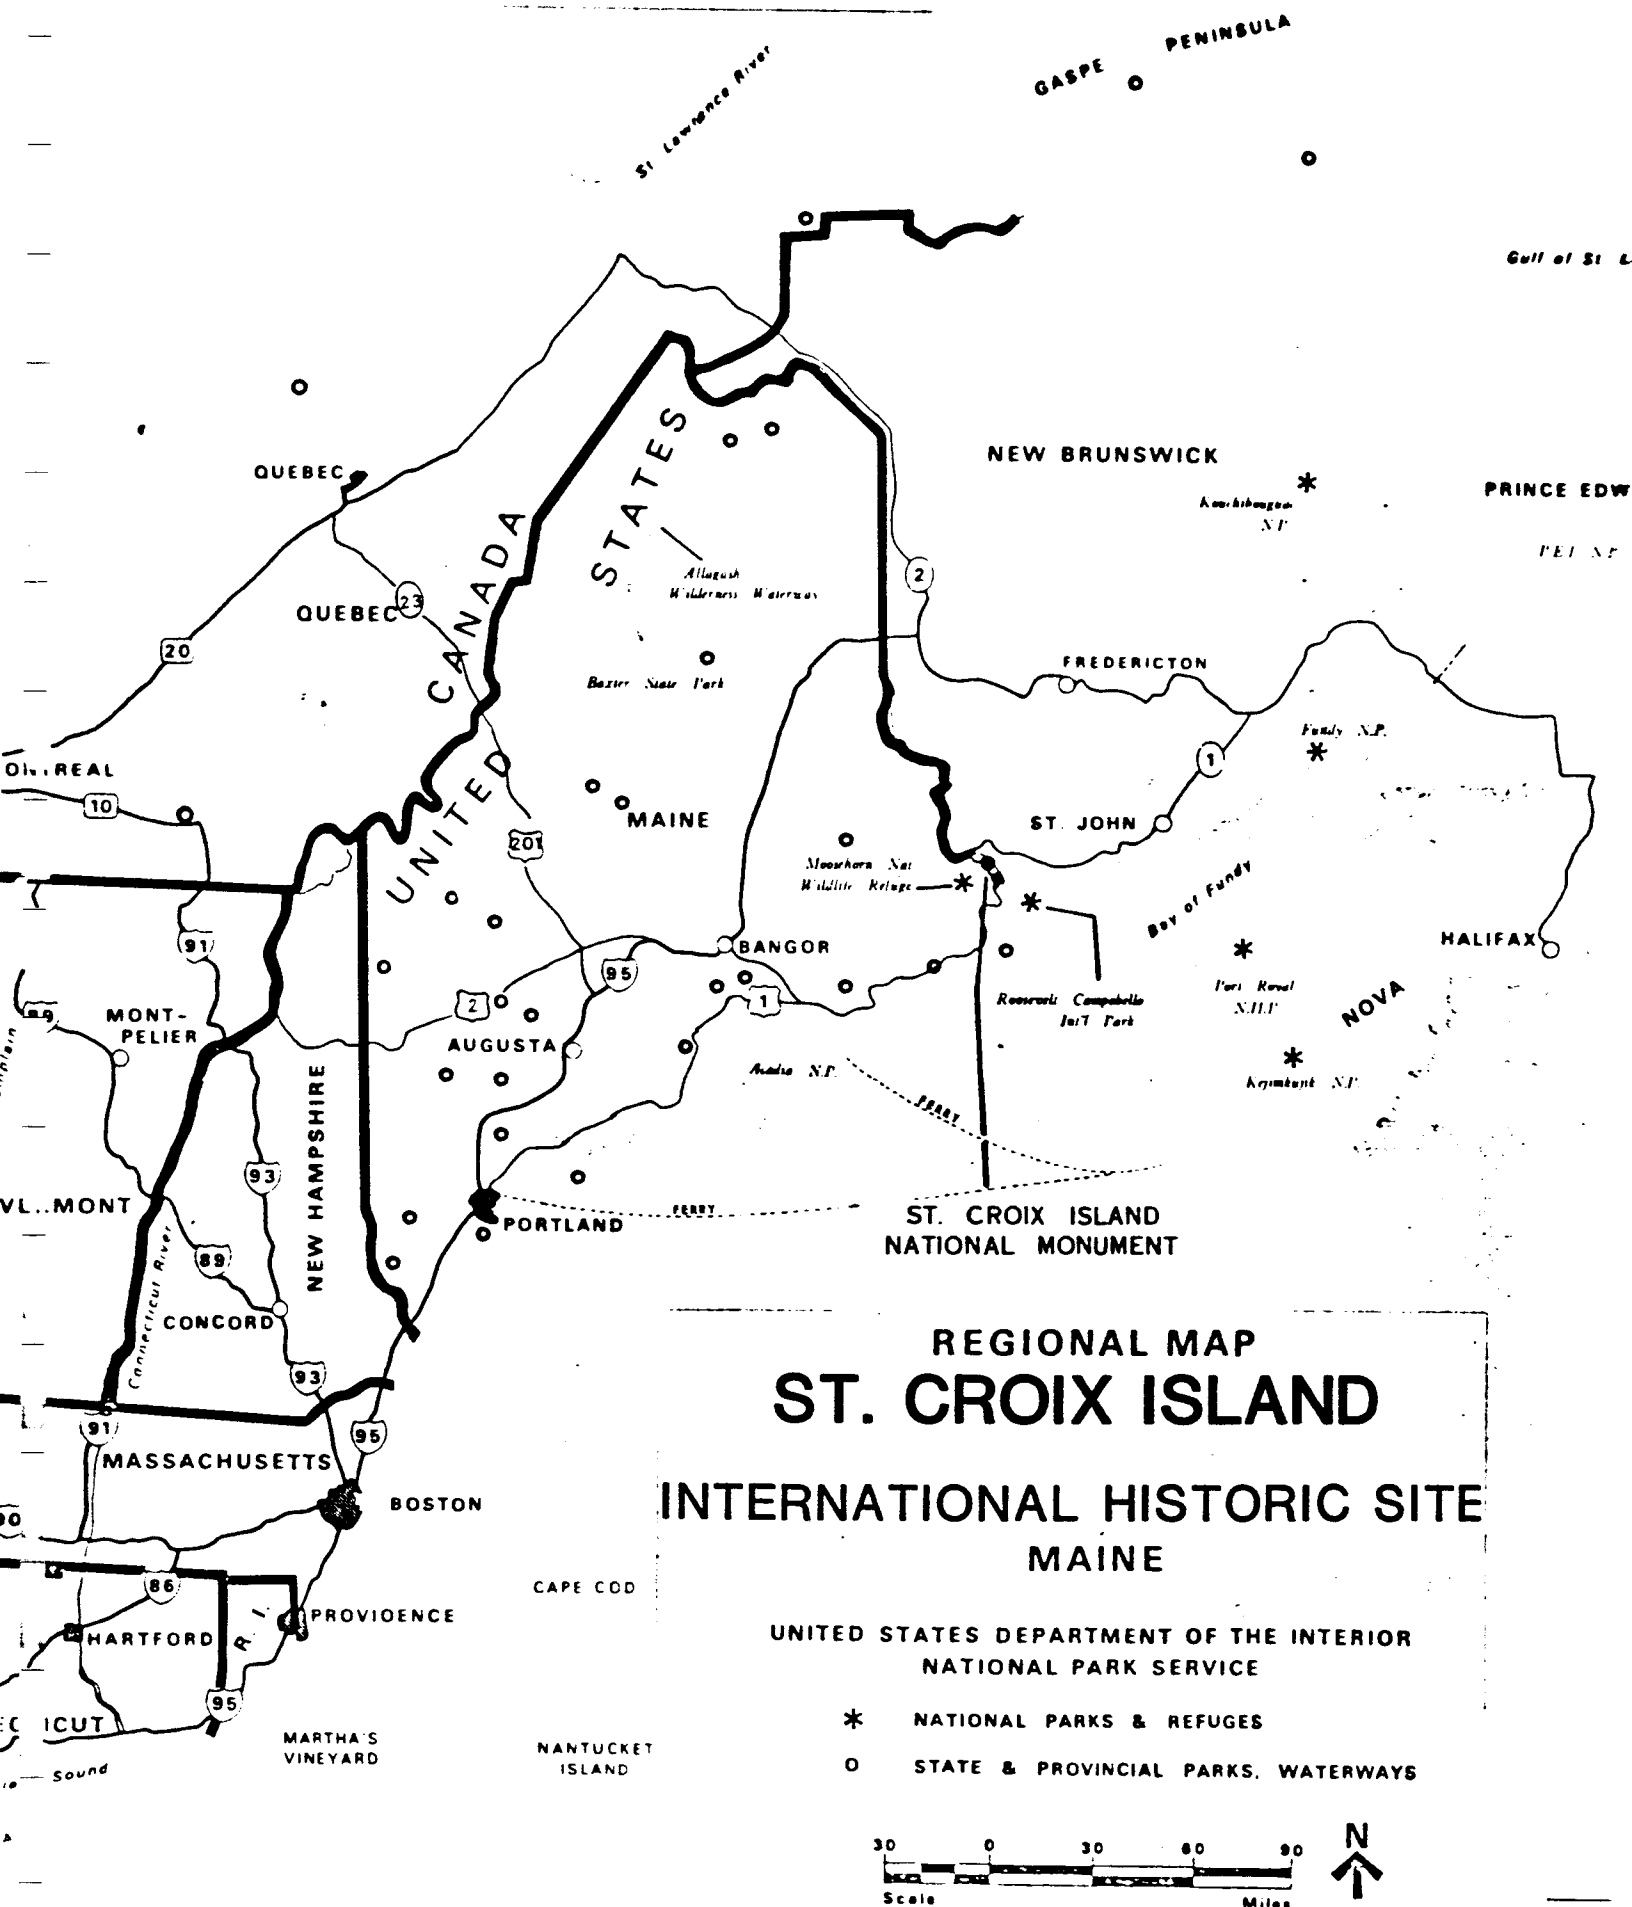 GASPE PENINSULA
St Lawrence River
Gulf of St L
QUEBEC
NEW BRUNSWICK
PRINCE EDW
PEI N.P.
N.P.
CANADA
UNITED STATES
Allagash
Wilderness Waterway
QUEBEC
23
2
20
Baxter State Park
FREDERICTON
Fundy N.P.
1
REAL
10
MAINE
ST. JOHN
201
Moosehorn Nat
Wildlife Refuge
Bay of Fundy
91
BANGOR
HALIFAX
95
2
1
Roosevelt Campobello
Int'l Park
Port Royal
N.H.P
NOVA
89
MONT-
PELIER
AUGUSTA
Acadia N.P.
Kejimkujik N.P.
FERRY
NEW HAMPSHIRE
93
MONT
PORTLAND
FERRY
ST. CROIX ISLAND
NATIONAL MONUMENT
89
Connecticut River
CONCORD
93
REGIONAL MAP
ST. CROIX ISLAND
INTERNATIONAL HISTORIC SITE
MAINE
91
95
MASSACHUSETTS
BOSTON
90
86
CAPE COD
R.I.
PROVIDENCE
HARTFORD
UNITED STATES DEPARTMENT OF THE INTERIOR
NATIONAL PARK SERVICE
95
ICUT
* NATIONAL PARKS & REFUGES
MARTHA'S
VINEYARD
NANTUCKET
ISLAND
O STATE & PROVINCIAL PARKS, WATERWAYS
Sound
30 0 30 60 90
N
Scale Miles